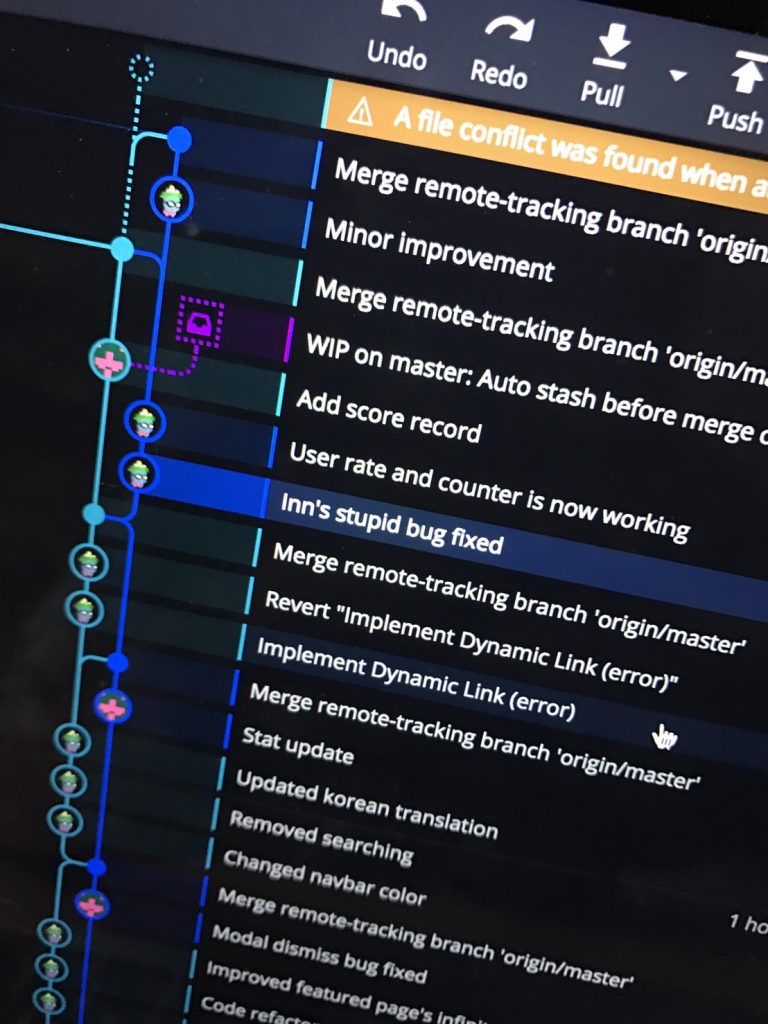 Undo
Redo
Pull
Push
A file conflict was found when
Merge remote-tracking branch 'origin
Minor improvement
Merge remote-tracking branch 'origin/ma
WIP on master: Auto stash before merge
Add score record
User rate and counter is now working
Inn's stupid bug fixed
Merge remote-tracking branch 'origin/master'
Revert "Implement Dynamic Link (error)"
Implement Dynamic Link (error)
Merge remote-tracking branch 'origin/master'
Stat update
Updated korean translation
Removed searching
Changed navbar color
1 ho
Merge remote-tracking branch 'origin/master'
Modal dismiss bug fixed
Improved featured page's infin
Code refacto